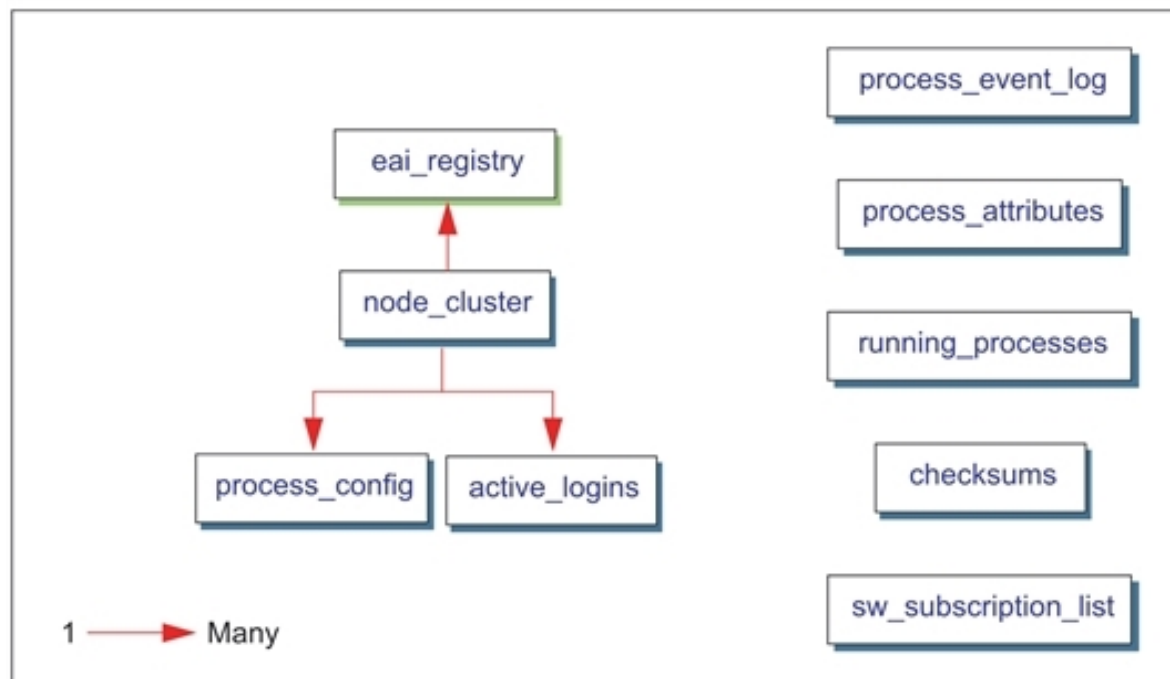 process_event_log
eai_registry
process_attributes
node_cluster
running_processes
process_config
active_logins
checksums
sw_subscription_list
1 Many